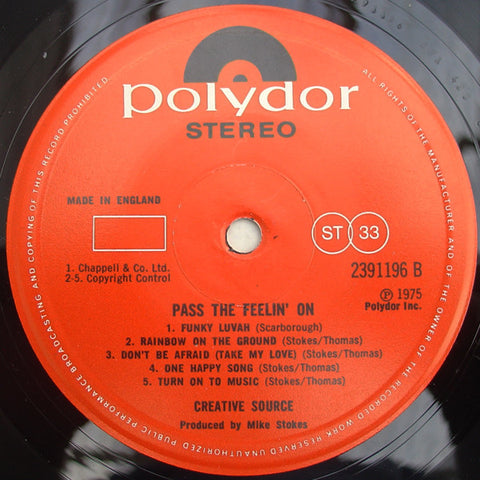 polydor
STEREO
MADE IN ENGLAND
ST 33
1. Chappell & Co. Ltd.
2-5. Copyright Control
2391196 B
℗ 1975
Polydor Inc.
PASS THE FEELIN' ON
1. FUNKY LUVAH (Scarborough)
2. RAINBOW ON THE GROUND (Stokes/Thomas)
3. DON'T BE AFRAID (TAKE MY LOVE) (Stokes/Thomas)
4. ONE HAPPY SONG (Stokes/Thomas)
5. TURN ON TO MUSIC (Stokes/Thomas)
CREATIVE SOURCE
Produced by Mike Stokes
ALL RIGHTS OF THE MANUFACTURER AND OF THE OWNER OF THE RECORDED WORK RESERVED UNAUTHORIZED PUBLIC PERFORMANCE BROADCASTING AND COPYING OF THIS RECORD PROHIBITED.